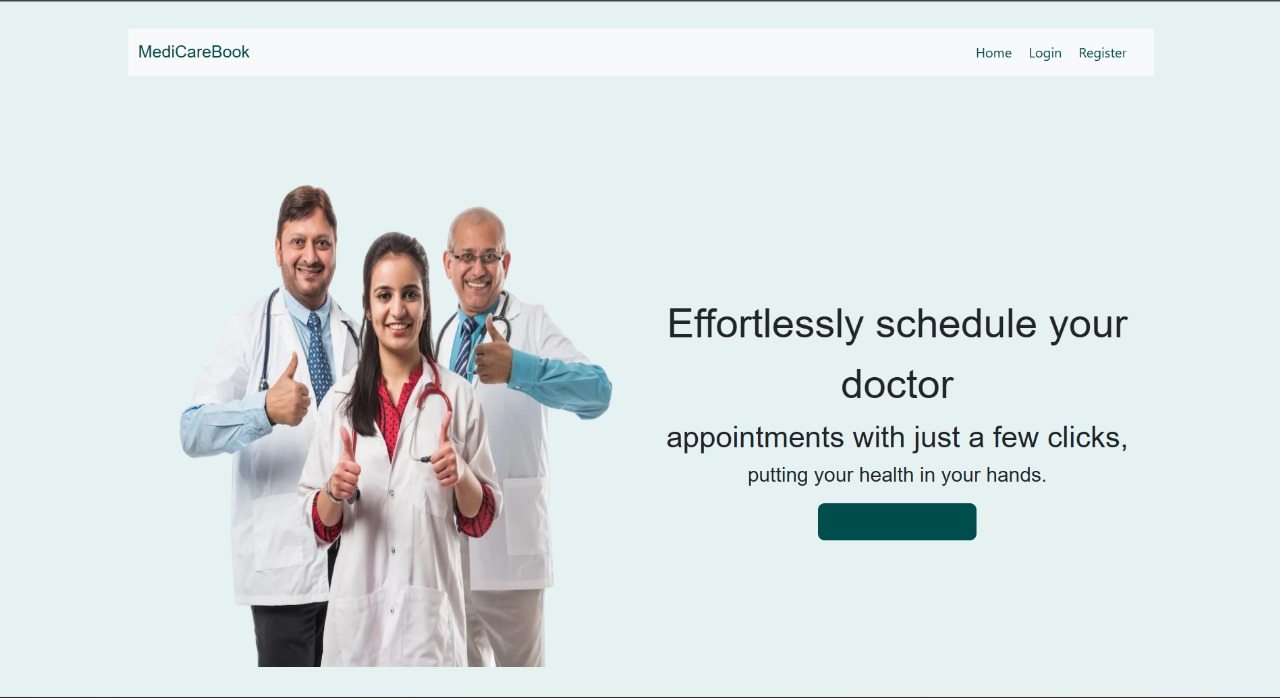 MediCareBook
Home Login Register
Effortlessly schedule your
doctor
appointments with just a few clicks,
putting your health in your hands.